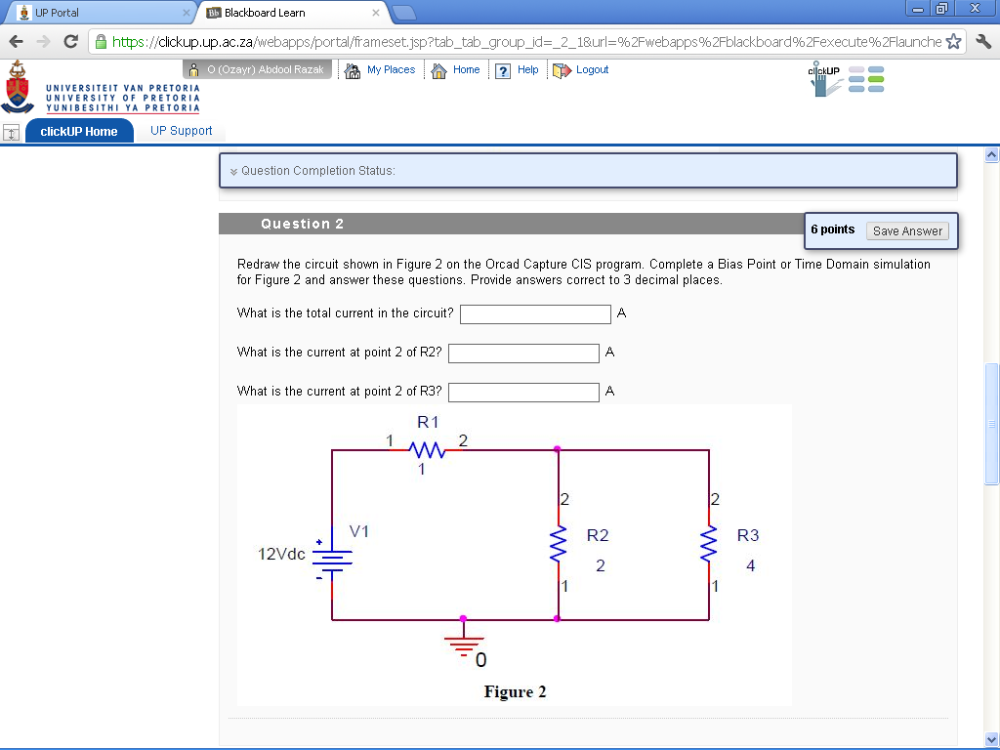 UP Portal
Bb Blackboard Learn
https://clickup.up.ac.za/webapps/portal/frameset.jsp?tab_tab_group_id=_2_1&url=%2Fwebapps%2Fblackboard%2Fexecute%2Flaunche
O (Ozayr) Abdool Razak
My Places
Home
? Help
Logout
clickUP
UNIVERSITEIT VAN PRETORIA
UNIVERSITY OF PRETORIA
YUNIBESITHI YA PRETORIA
clickUP Home
UP Support
Question Completion Status:
Question 2
6 points
Save Answer
Redraw the circuit shown in Figure 2 on the Orcad Capture CIS program. Complete a Bias Point or Time Domain simulation
for Figure 2 and answer these questions. Provide answers correct to 3 decimal places.
What is the total current in the circuit? A
What is the current at point 2 of R2? A
What is the current at point 2 of R3? A
R1
1 2
1
2 2
V1
R2 R3
+
12Vdc
2 4
-
1 1
0
Figure 2